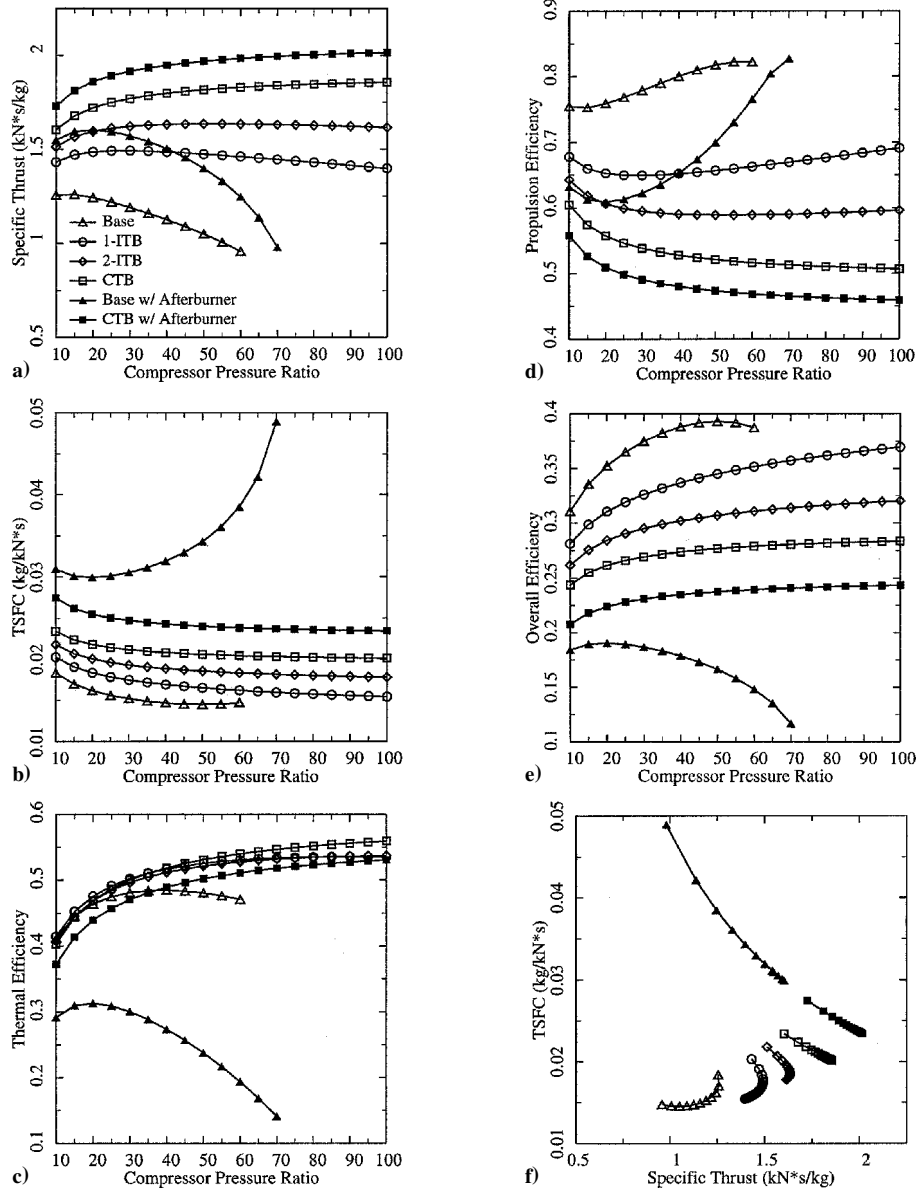 Specific Thrust (kN*s/kg)
2
1.5
1
0.5
Base
1-ITB
2-ITB
CTB
Base w/ Afterburner
CTB w/ Afterburner
10 20 30 40 50 60 70 80 90 100
Compressor Pressure Ratio
a)
Propulsion Efficiency
0.9
0.8
0.7
0.6
0.5
0.4
10 20 30 40 50 60 70 80 90 100
Compressor Pressure Ratio
d)
TSFC (kg/kN*s)
0.05
0.04
0.03
0.02
0.01
10 20 30 40 50 60 70 80 90 100
Compressor Pressure Ratio
b)
Overall Efficiency
0.4
0.35
0.3
0.25
0.2
0.15
0.1
10 20 30 40 50 60 70 80 90 100
Compressor Pressure Ratio
e)
Thermal Efficiency
0.6
0.5
0.4
0.3
0.2
0.1
10 20 30 40 50 60 70 80 90 100
Compressor Pressure Ratio
c)
TSFC (kg/kN*s)
0.05
0.04
0.03
0.02
0.01
0.5 1 1.5 2
Specific Thrust (kN*s/kg)
f)